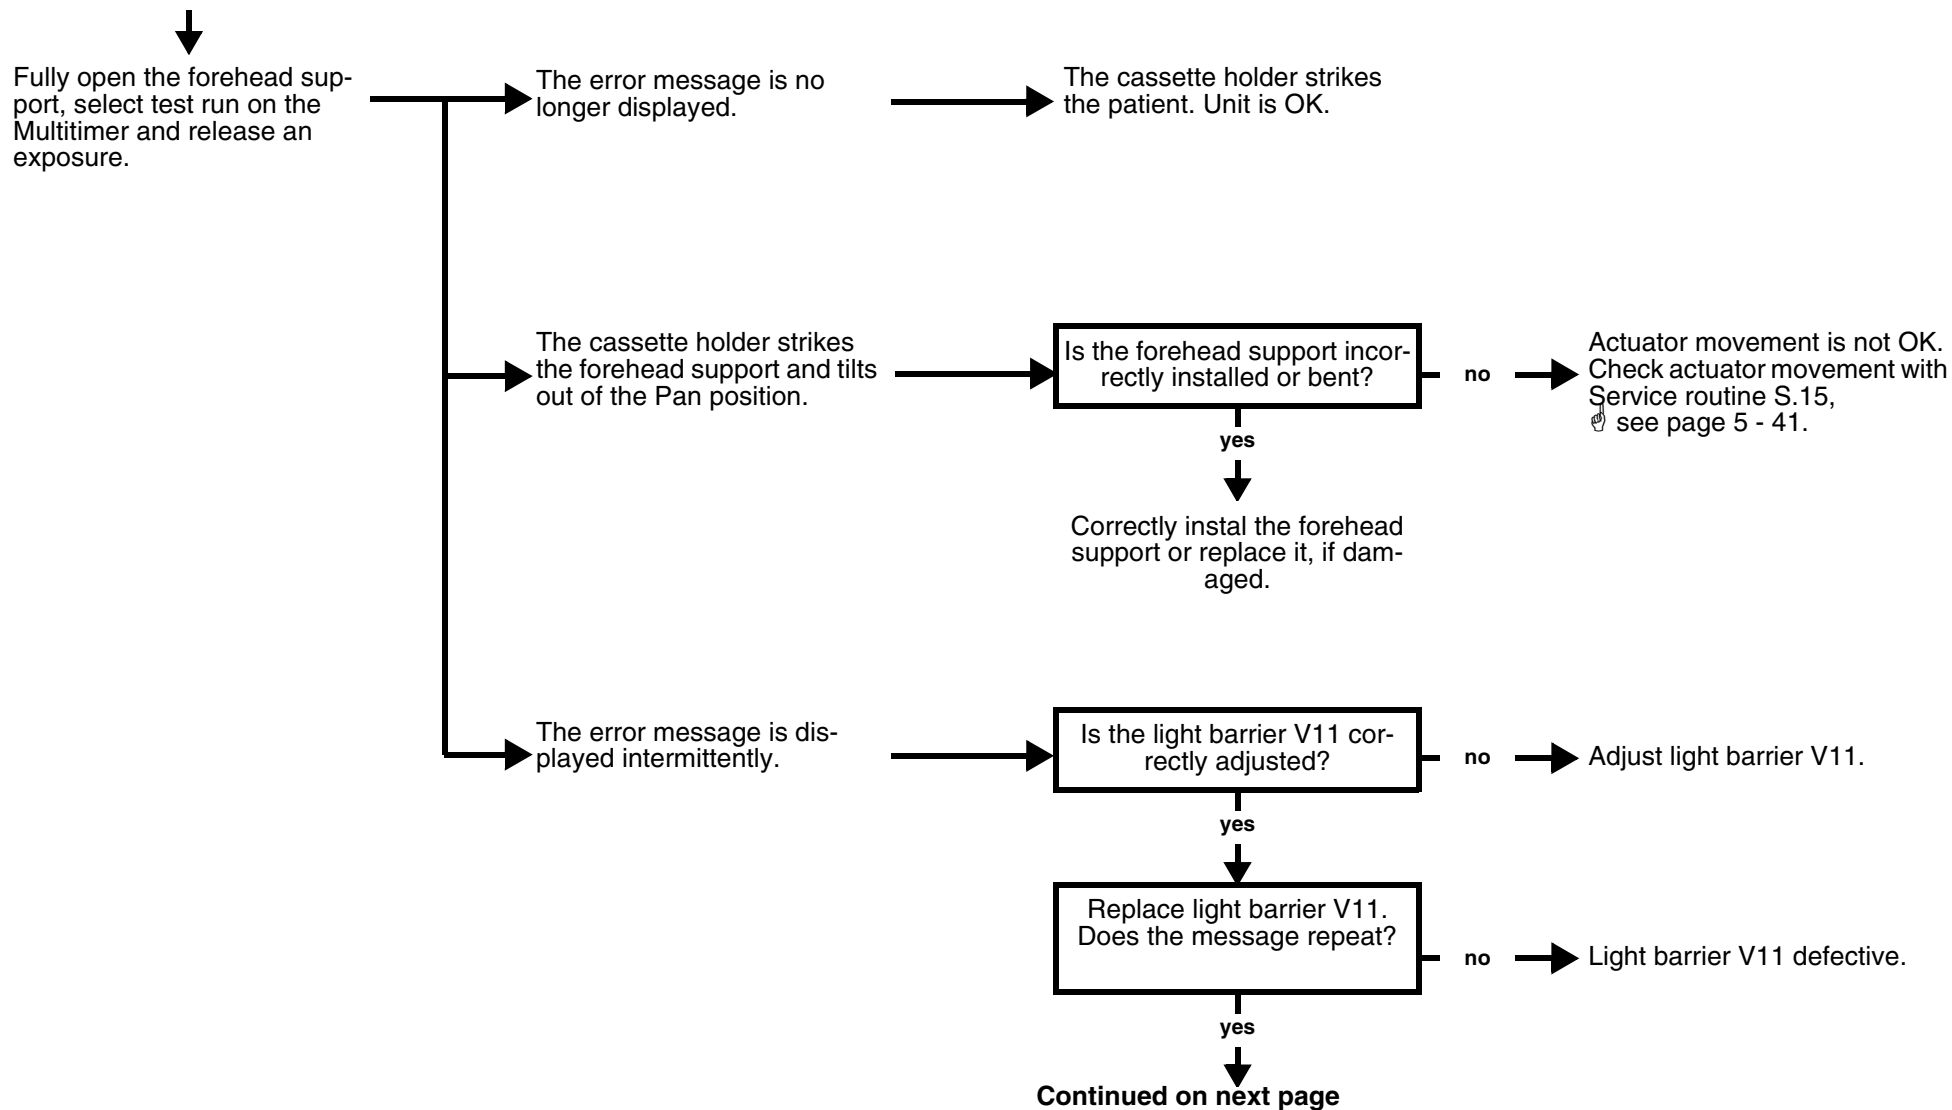 Fully open the forehead sup-
port, select test run on the
Multitimer and release an
exposure.
The error message is no
longer displayed.
The cassette holder strikes
the patient. Unit is OK.
The cassette holder strikes
the forehead support and tilts
out of the Pan position.
Is the forehead support incor-
rectly installed or bent?
no
Actuator movement is not OK.
Check actuator movement with
Service routine S.15,
☝ see page 5 - 41.
yes
Correctly instal the forehead
support or replace it, if dam-
aged.
The error message is dis-
played intermittently.
Is the light barrier V11 cor-
rectly adjusted?
no
Adjust light barrier V11.
yes
Replace light barrier V11.
Does the message repeat?
no
Light barrier V11 defective.
yes
Continued on next page